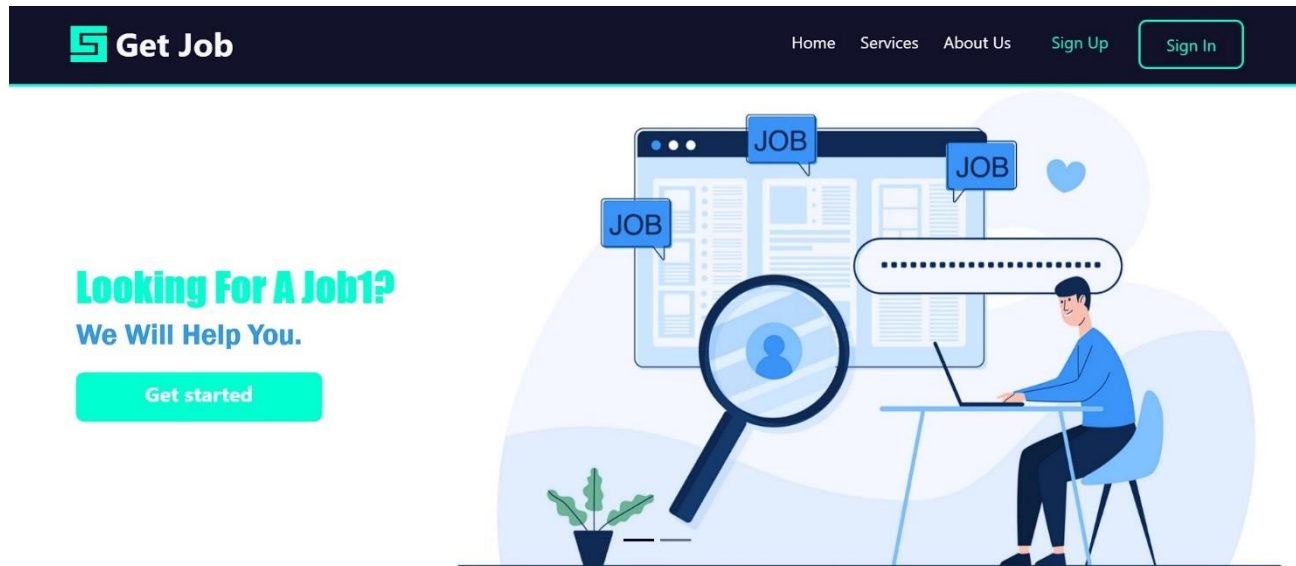 Get Job
Home Services About Us Sign Up Sign In
JOB
JOB
JOB
Looking For A Job1?
We Will Help You.
Get started